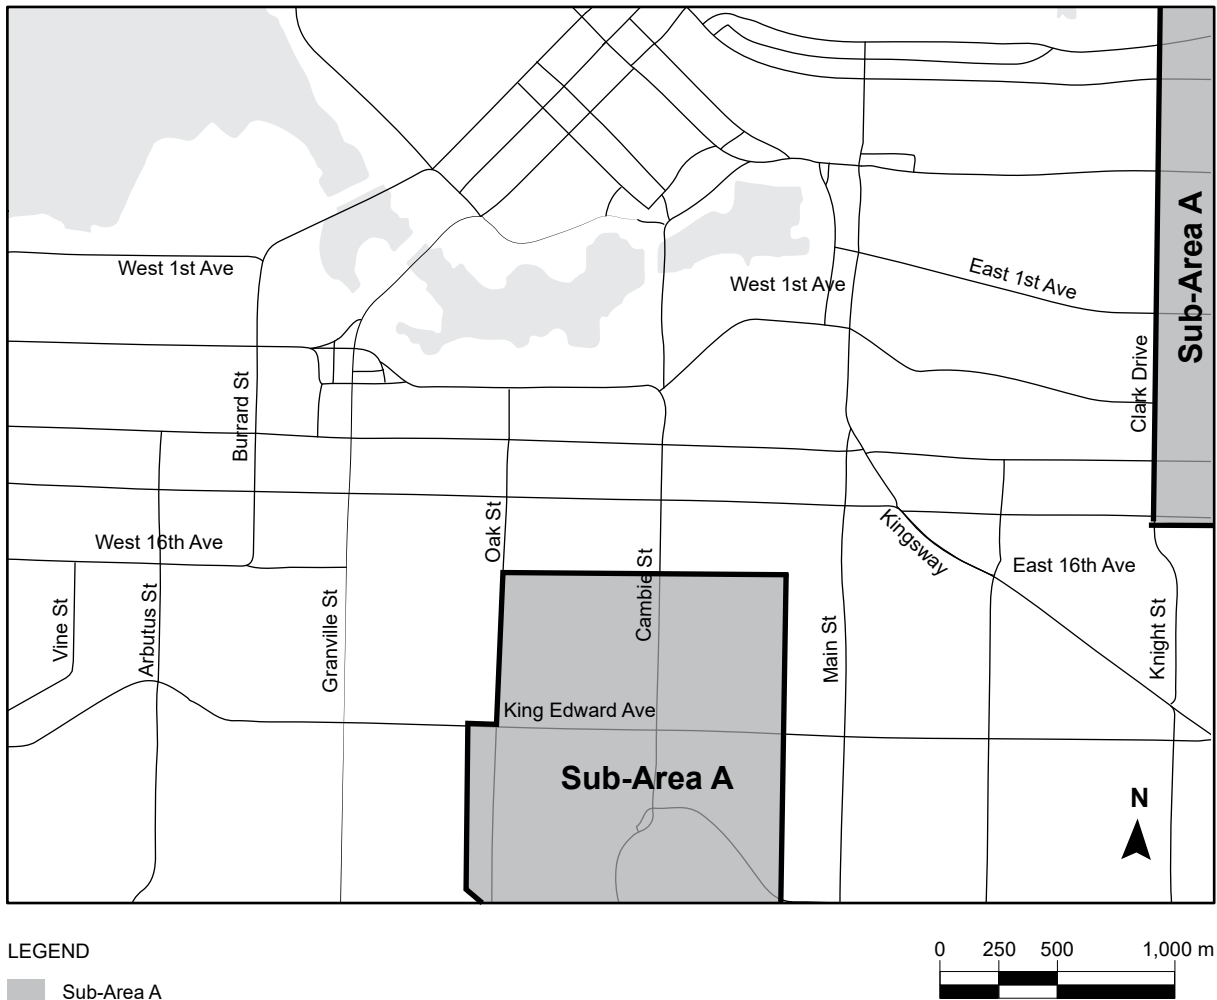 Sub-Area A
West 1st Ave
East 1st Ave
West 1st Ave
Clark Drive
Burrard St
Oak St
Kingsway
West 16th Ave
Cambie St
East 16th Ave
Vine St
Arbutus St
Granville St
Main St
Knight St
King Edward Ave
Sub-Area A
N
LEGEND
0 250 500 1,000 m
Sub-Area A